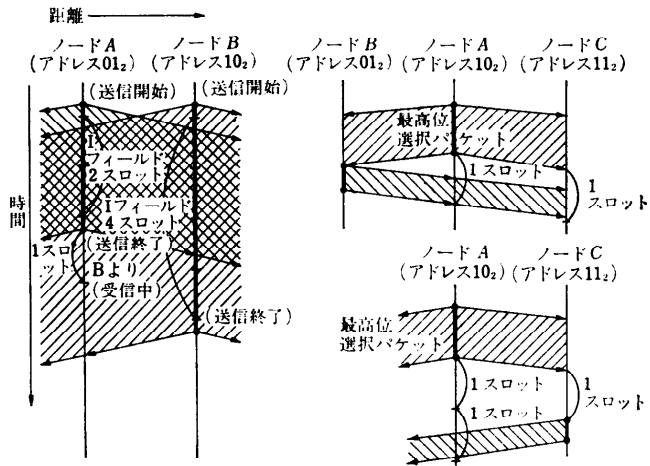 距離
ノードA
(アドレス01₂)
ノードB
(アドレス10₂)
(送信開始)
(送信開始)
I
フィールド
2スロット
Iフィールド
4スロット
時間
1スロ
ット
(送信終了)
Bより
(受信中)
(送信終了)
ノードB
(アドレス01₂)
ノードA
(アドレス10₂)
ノードC
(アドレス11₂)
最高位
選択パケット
1スロット
1
スロット
ノードA
(アドレス10₂)
ノードC
(アドレス11₂)
最高位
選択パケット
1スロット
1スロット
1
スロット